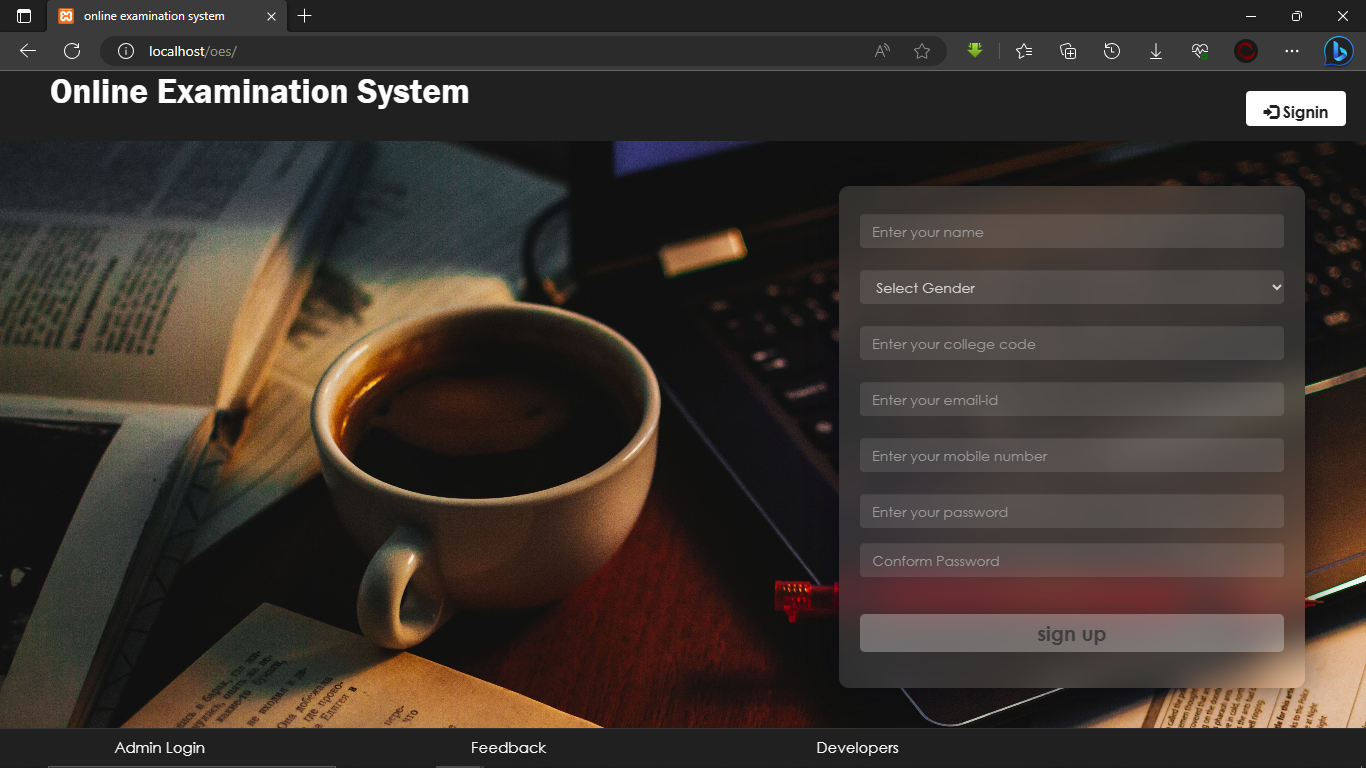 online examination system
localhost/oes/
Online Examination System
Signin
Enter your name
Select Gender
Enter your college code
Enter your email-id
Enter your mobile number
Enter your password
Conform Password
sign up
Admin Login
Feedback
Developers